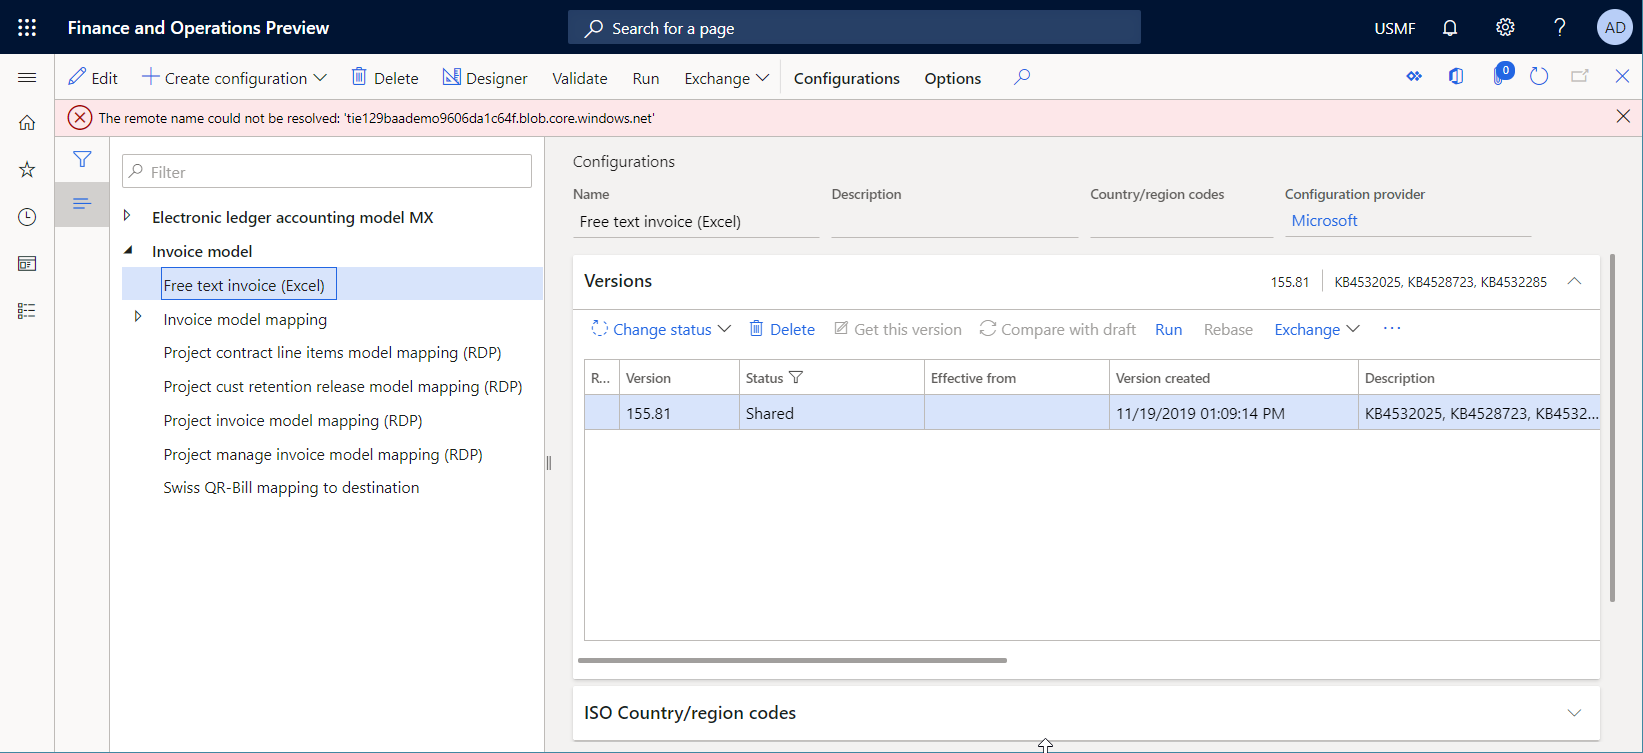 Finance and Operations Preview
Search for a page
USMF
AD
Edit
Create configuration
Delete
Designer
Validate
Run
Exchange
Configurations
Options
0
The remote name could not be resolved: 'tie129baademo9606da1c64f.blob.core.windows.net'
Filter
Electronic ledger accounting model MX
Invoice model
Free text invoice (Excel)
Invoice model mapping
Project contract line items model mapping (RDP)
Project cust retention release model mapping (RDP)
Project invoice model mapping (RDP)
Project manage invoice model mapping (RDP)
Swiss QR-Bill mapping to destination
Configurations
Name
Description
Country/region codes
Configuration provider
Free text invoice (Excel)
Microsoft
Versions
155.81
KB4532025, KB4528723, KB4532285
Change status
Delete
Get this version
Compare with draft
Run
Rebase
Exchange
...
R...
Version
Status
Effective from
Version created
Description
155.81
Shared
11/19/2019 01:09:14 PM
KB4532025, KB4528723, KB4532...
ISO Country/region codes